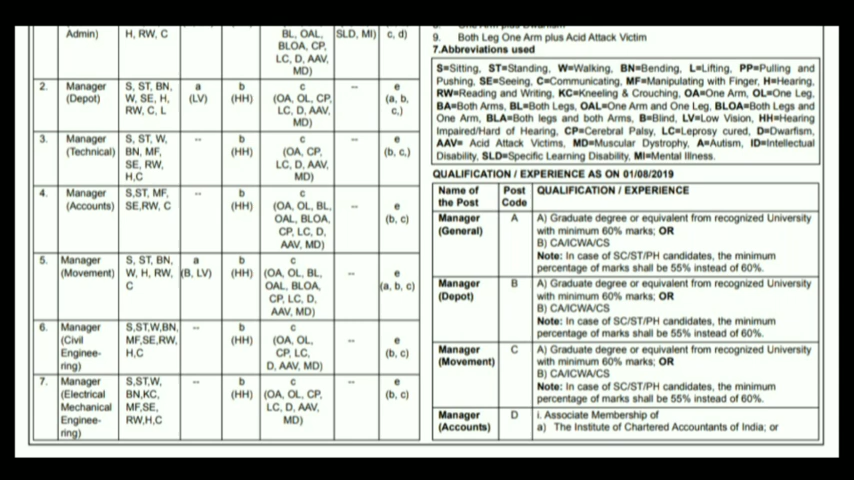 Admin) H, RW, C BL, OAL, SLD, MI) c, d)
BLOA, CP,
LC, D, AAV,
MD)
2. Manager S, ST, BN, a b c -- e
(Depot) W, SE, H, (LV) (HH) (OA, OL, CP, (a, b,
RW, C, L LC, D, AAV, c,)
MD)
3. Manager S, ST, W, -- b c -- e
(Technical) BN, MF, (HH) (OA, CP, (b, c,)
SE, RW, LC, D, AAV,
H,C MD)
4. Manager S,ST, MF, -- b c -- e
(Accounts) SE,RW, C (HH) (OA, OL, BL, (b, c)
OAL, BLOA,
CP, LC, D,
AAV, MD)
5. Manager S, ST, BN, a b c -- e
(Movement) W, H, RW, (B, LV) (HH) (OA, OL, BL, (a, b, c)
C OAL, BLOA,
CP, LC, D,
AAV, MD)
6. Manager S,ST,W,BN, -- b c -- e
(Civil MF,SE,RW, (HH) (OA, OL, (b, c)
Enginee- H,C CP, LC,
ring) D, AAV, MD)
7. Manager S,ST,W, -- b c -- e
(Electrical BN,KC, (HH) (OA, OL, CP, (b, c)
Mechanical MF,SE, LC, D, AAV,
Enginee- RW,H,C MD)
ring)
9. Both Leg One Arm plus Acid Attack Victim
7.Abbreviations used
S=Sitting, ST=Standing, W=Walking, BN=Bending, L=Lifting, PP=Pulling and
Pushing, SE=Seeing, C=Communicating, MF=Manipulating with Finger, H=Hearing,
RW=Reading and Writing, KC=Kneeling & Crouching, OA=One Arm, OL=One Leg,
BA=Both Arms, BL=Both Legs, OAL=One Arm and One Leg, BLOA=Both Legs and
One Arm, BLA=Both legs and both Arms, B=Blind, LV=Low Vision, HH=Hearing
Impaired/Hard of Hearing, CP=Cerebral Palsy, LC=Leprosy cured, D=Dwarfism,
AAV= Acid Attack Victims, MD=Muscular Dystrophy, A=Autism, ID=Intellectual
Disability, SLD=Specific Learning Disability, MI=Mental Illness.
QUALIFICATION / EXPERIENCE AS ON 01/08/2019
Name of Post QUALIFICATION / EXPERIENCE
the Post Code
Manager A A) Graduate degree or equivalent from recognized University
(General) with minimum 60% marks; OR
B) CA/ICWA/CS
Note: In case of SC/ST/PH candidates, the minimum
percentage of marks shall be 55% instead of 60%.
Manager B A) Graduate degree or equivalent from recognized University
(Depot) with minimum 60% marks; OR
B) CA/ICWA/CS
Note: In case of SC/ST/PH candidates, the minimum
percentage of marks shall be 55% instead of 60%.
Manager C A) Graduate degree or equivalent from recognized University
(Movement) with minimum 60% marks; OR
B) CA/ICWA/CS
Note: In case of SC/ST/PH candidates, the minimum
percentage of marks shall be 55% instead of 60%.
Manager D i. Associate Membership of
(Accounts) a) The Institute of Chartered Accountants of India; or